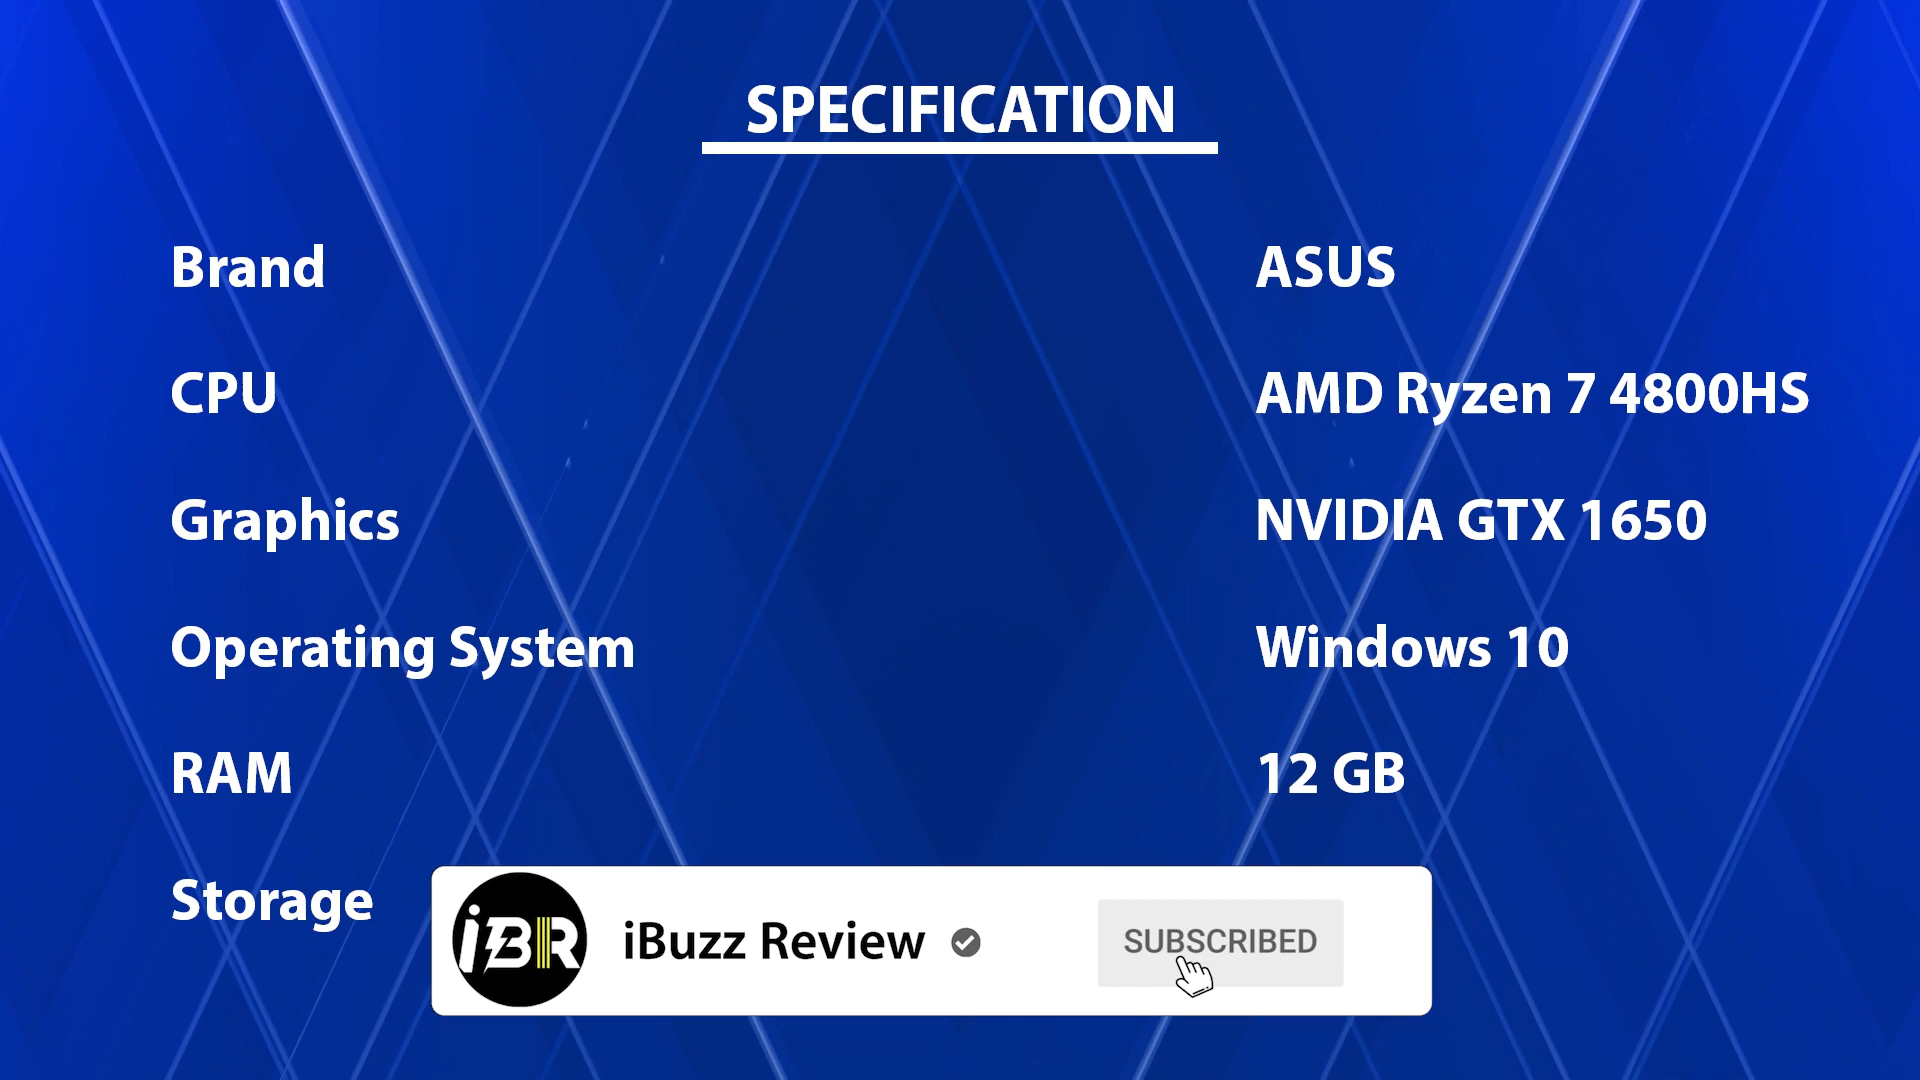 SPECIFICATION
Brand ASUS
CPU AMD Ryzen 7 4800HS
Graphics NVIDIA GTX 1650
Operating System Windows 10
RAM 12 GB
Storage
iBR iBuzz Review SUBSCRIBED